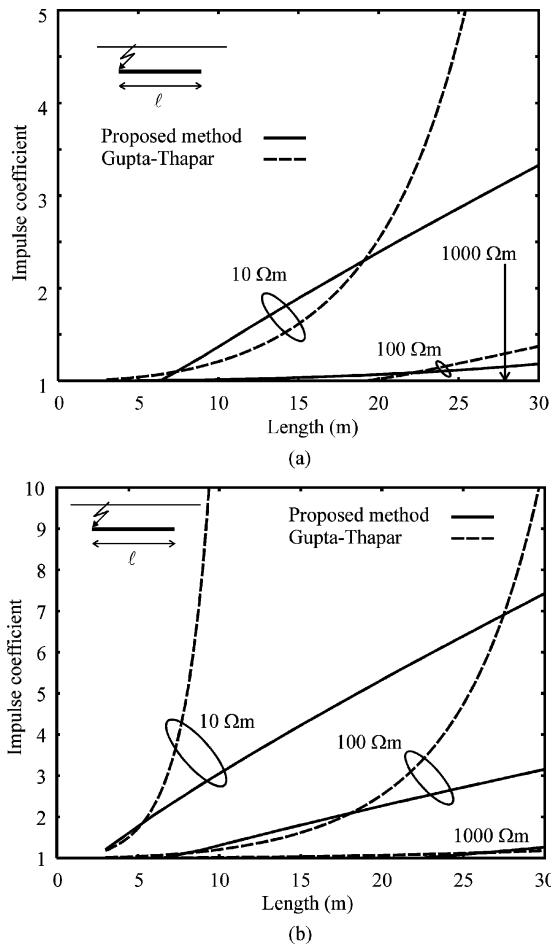 5
4
3
2
1
Impulse coefficient
ℓ
Proposed method
Gupta-Thapar
10 Ωm
1000 Ωm
100 Ωm
0 5 10 15 20 25 30
Length (m)
(a)
10
9
8
7
6
5
4
3
2
1
Impulse coefficient
ℓ
Proposed method
Gupta-Thapar
10 Ωm
100 Ωm
1000 Ωm
0 5 10 15 20 25 30
Length (m)
(b)